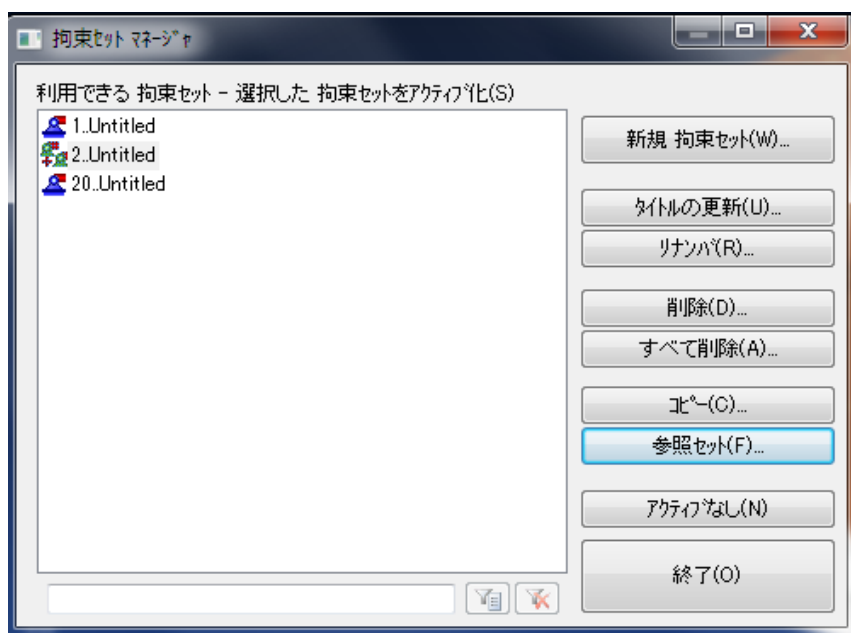 拘束ｾｯﾄ ﾏﾈｰｼﾞｬ
利用できる 拘束ｾｯﾄ - 選択した 拘束ｾｯﾄをｱｸﾃｨﾌﾞ化(S)
1..Untitled
2..Untitled
20..Untitled
新規 拘束ｾｯﾄ(W)...
ﾀｲﾄﾙの更新(U)...
ﾘﾅﾝﾊﾞ(R)...
削除(D)...
すべて削除(A)...
ｺﾋﾟｰ(C)...
参照ｾｯﾄ(F)...
ｱｸﾃｨﾌﾞなし(N)
終了(O)